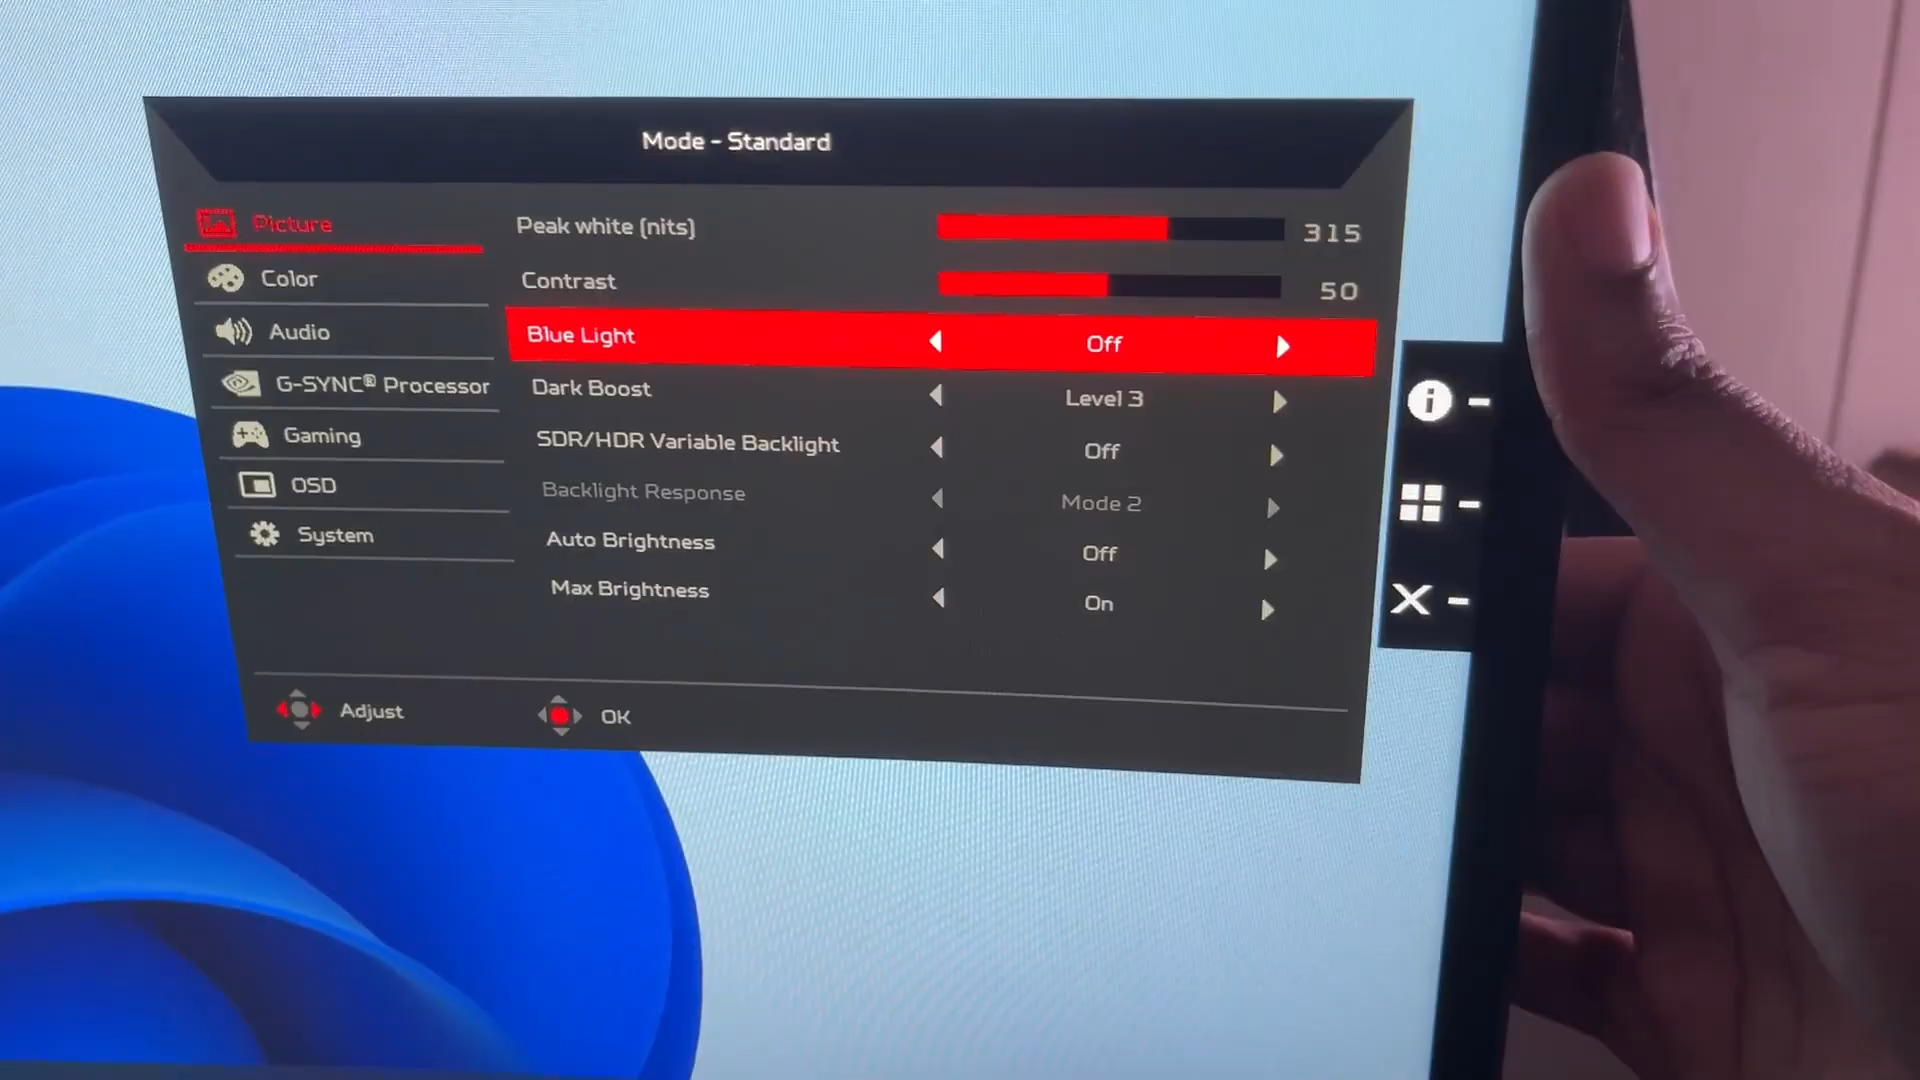 Mode - Standard
Picture
Color
Audio
G-SYNC® Processor
Gaming
OSD
System
Peak white (nits) 315
Contrast 50
Blue Light Off
Dark Boost Level 3
SDR/HDR Variable Backlight Off
Backlight Response Mode 2
Auto Brightness Off
Max Brightness On
Adjust OK